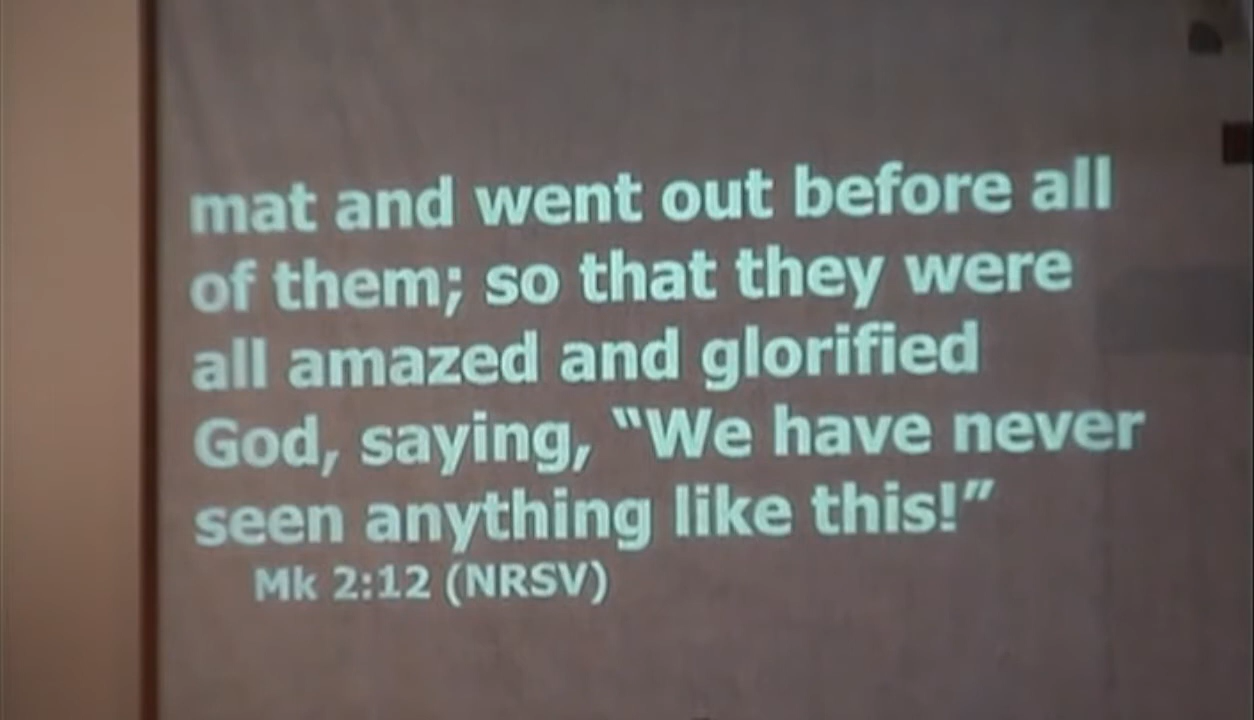 mat and went out before all
of them; so that they were
all amazed and glorified
God, saying, “We have never
seen anything like this!”
Mk 2:12 (NRSV)